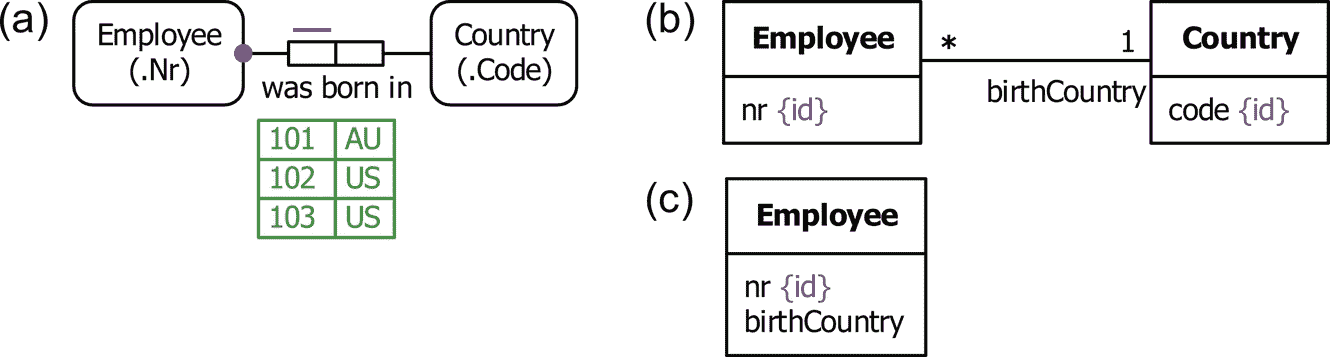 (a)
Employee
(.Nr)
Country
(.Code)
was born in
101 AU
102 US
103 US
(b)
Employee
nr {id}
* 1
birthCountry
Country
code {id}
(c)
Employee
nr {id}
birthCountry